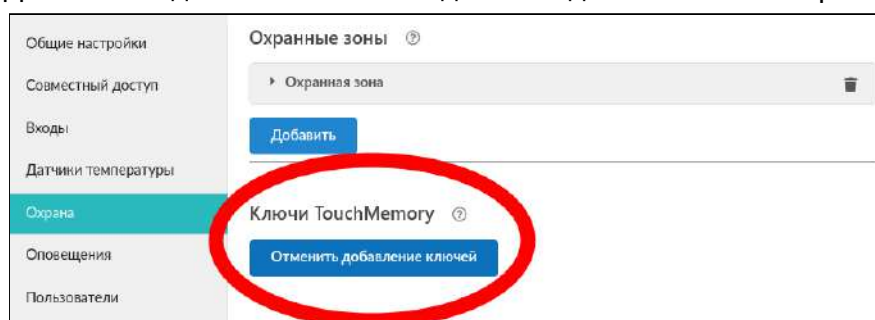 Общие настройки
Совместный доступ
Входы
Датчики температуры
Охрана
Оповещения
Пользователи
Охранные зоны
Охранная зона
Добавить
Ключи TouchMemory
Отменить добавление ключей